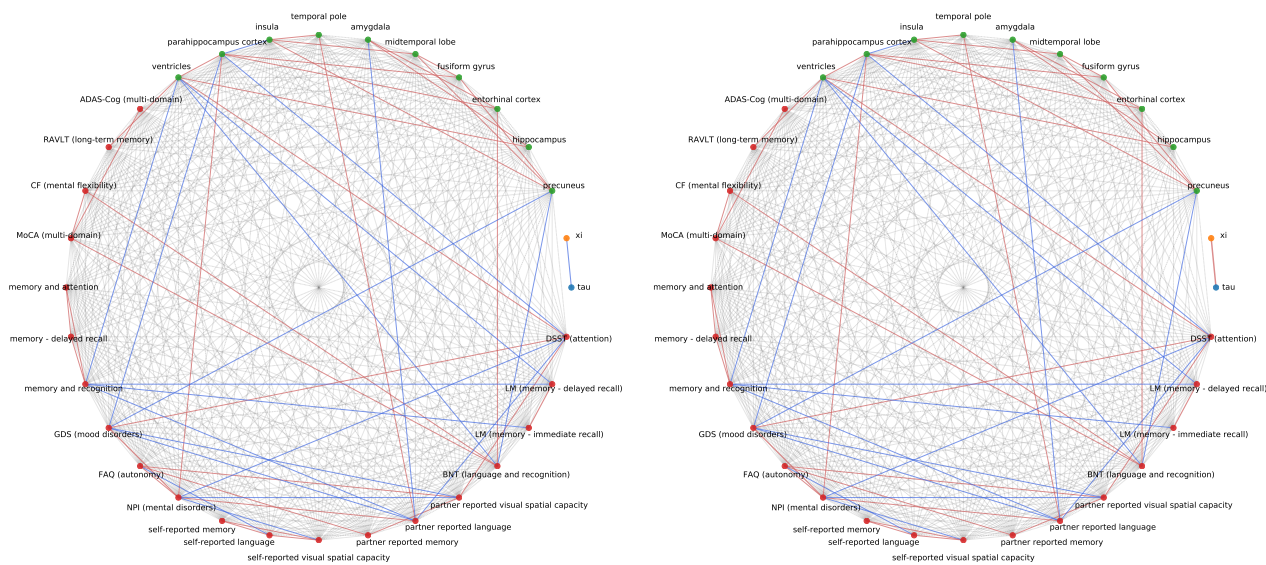 temporal pole
insula
amygdala
parahippocampus cortex
midtemporal lobe
ventricles
fusiform gyrus
ADAS-Cog (multi-domain)
entorhinal cortex
RAVLT (long-term memory)
hippocampus
CF (mental flexibility)
precuneus
MoCA (multi-domain)
xi
memory and attention
tau
memory - delayed recall
DSST (attention)
memory and recognition
LM (memory - delayed recall)
GDS (mood disorders)
LM (memory - immediate recall)
FAQ (autonomy)
BNT (language and recognition)
NPI (mental disorders)
partner reported visual spatial capacity
self-reported memory
partner reported language
self-reported language
partner reported memory
self-reported visual spatial capacity
temporal pole
insula
amygdala
parahippocampus cortex
midtemporal lobe
ventricles
fusiform gyrus
ADAS-Cog (multi-domain)
entorhinal cortex
RAVLT (long-term memory)
hippocampus
CF (mental flexibility)
precuneus
MoCA (multi-domain)
xi
memory and attention
tau
memory - delayed recall
DSST (attention)
memory and recognition
LM (memory - delayed recall)
GDS (mood disorders)
LM (memory - immediate recall)
FAQ (autonomy)
BNT (language and recognition)
NPI (mental disorders)
partner reported visual spatial capacity
self-reported memory
partner reported language
self-reported language
partner reported memory
self-reported visual spatial capacity